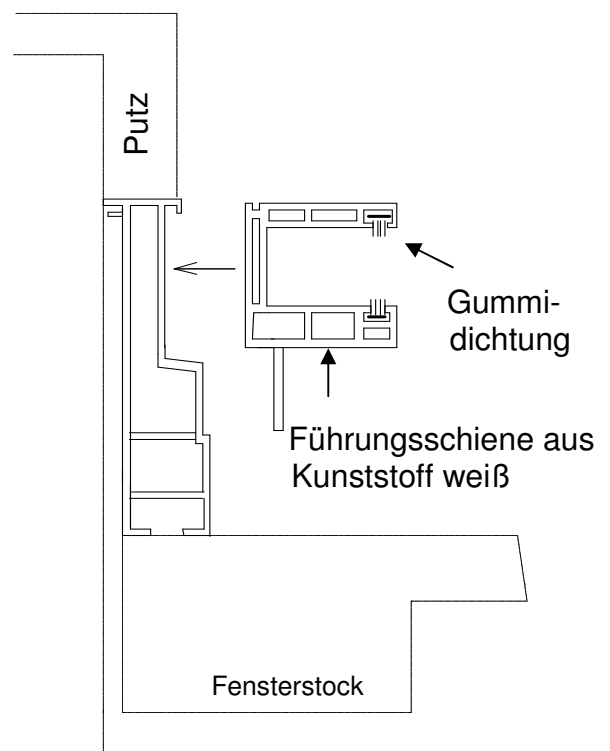 Putz
Gummi-
dichtung
Führungsschiene aus
Kunststoff weiß
Fensterstock